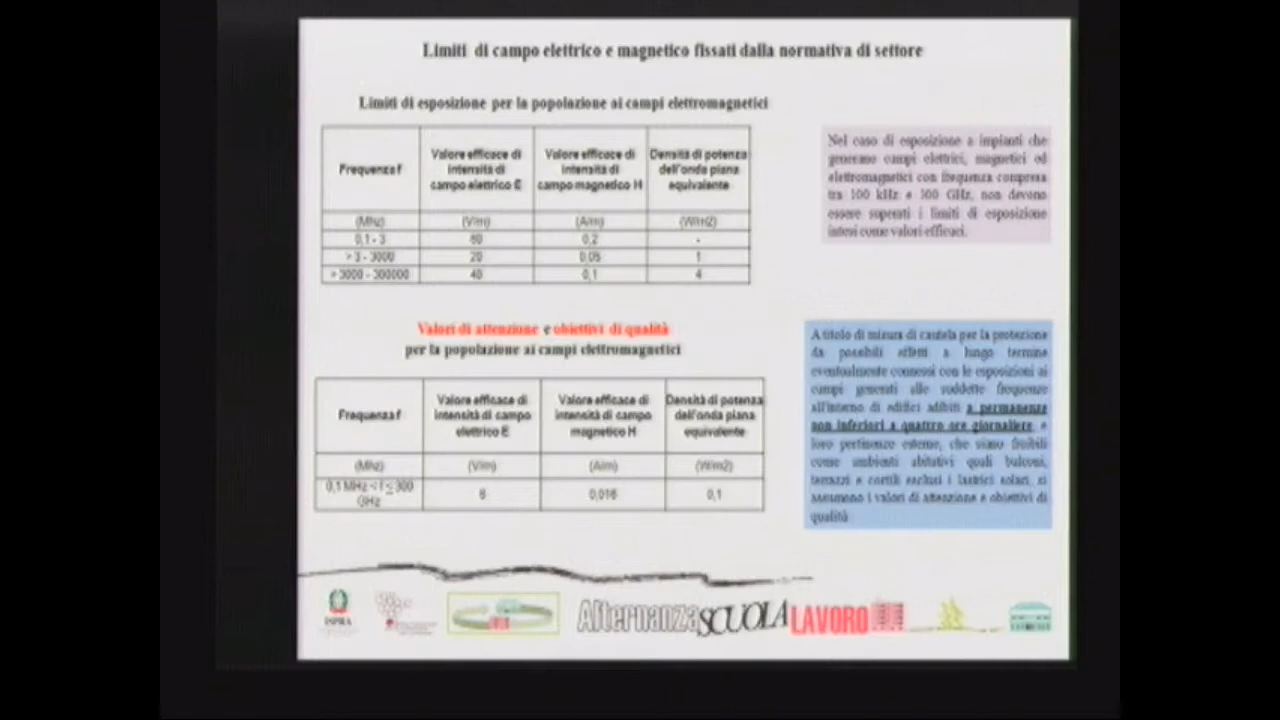 Limiti di campo elettrico e magnetico fissati dalla normativa di settore
Limiti di esposizione per la popolazione ai campi elettromagnetici
Frequenza f
Valore efficace di
intensità di
campo elettrico E
Valore efficace di
intensità di
campo magnetico H
Densità di potenza
dell'onda piana
equivalente
(Mhz) (V/m) (A/m) (W/m2)
0,1 - 3 60 0,2 -
> 3 - 3000 20 0,05 1
> 3000 - 300000 40 0,1 4
Nel caso di esposizione a impianti che
generano campi elettrici, magnetici ed
elettromagnetici con frequenza compresa
tra 100 kHz e 300 GHz, non devono
essere superati i limiti di esposizione
intesi come valori efficaci.
Valori di attenzione e obiettivi di qualità
per la popolazione ai campi elettromagnetici
Frequenza f
Valore efficace di
intensità di campo
elettrico E
Valore efficace di
intensità di campo
magnetico H
Densità di potenza
dell'onda piana
equivalente
(Mhz) (V/m) (A/m) (W/m2)
0,1 MHz < f ≤ 300
GHz
6 0,016 0,1
A titolo di misura di cautela per la protezione
da possibili effetti a lungo termine
eventualmente connessi con le esposizioni ai
campi generati alle suddette frequenze
all'interno di edifici adibiti a permanenze
non inferiori a quattro ore giornaliere, e
loro pertinenze esterne, che siano fruibili
come ambienti abitativi quali balconi,
terrazzi e cortili esclusi i lastrici solari, si
assumono i valori di attenzione e obiettivi di
qualità
ISPRA
Alternanza SCUOLA LAVORO